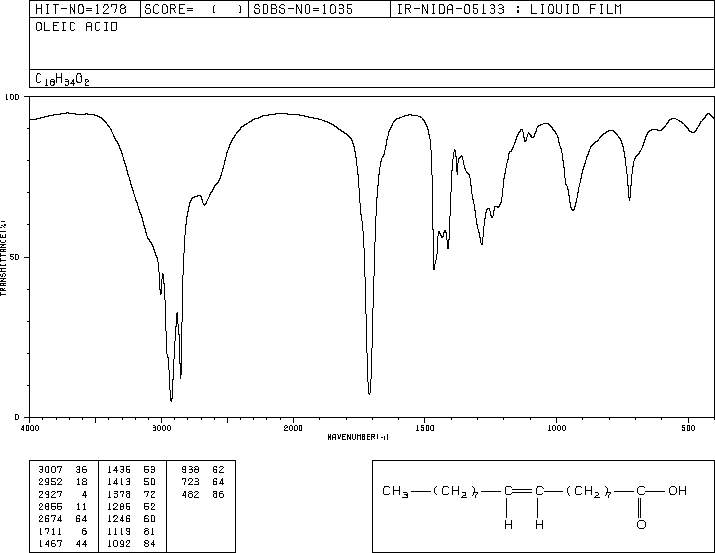 HIT-NO=1278 SCORE= ( ) SDBS-NO=1035 IR-NIDA-05133 : LIQUID FILM
OLEIC ACID
C18H34O2
100
50
0
TRANSMITTANCE(%)
4000 3000 2000 1500 1000 500
WAVENUMBER(-1)
3007 36 1436 53 938 62
2952 18 1413 50 723 64
2927 4 1378 72 482 86
2855 11 1285 52
2674 64 1246 60
1711 6 1119 81
1467 44 1092 84
CH3 (CH2)7 C C (CH2)7 C OH
H H O